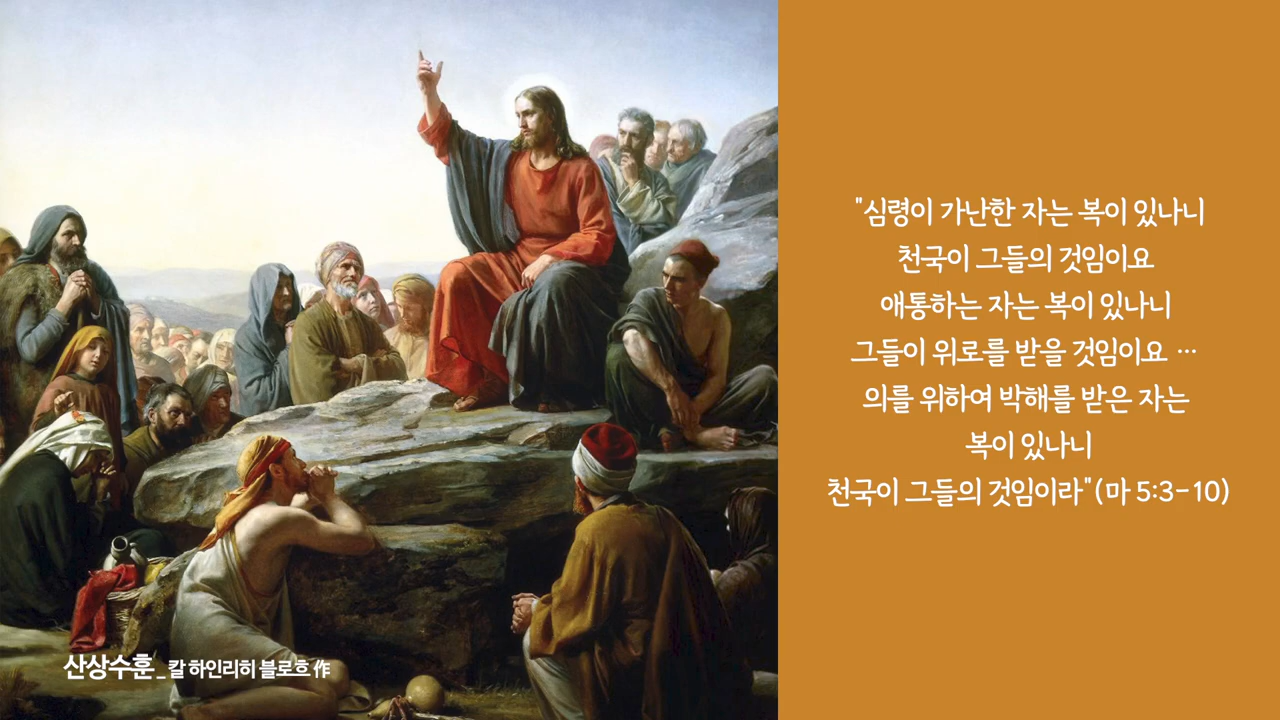 "심령이 가난한 자는 복이 있나니
천국이 그들의 것임이요
애통하는 자는 복이 있나니
그들이 위로를 받을 것임이요 …
의를 위하여 박해를 받은 자는
복이 있나니
천국이 그들의 것임이라"(마 5:3-10)
산상수훈_칼 하인리히 블로흐 作